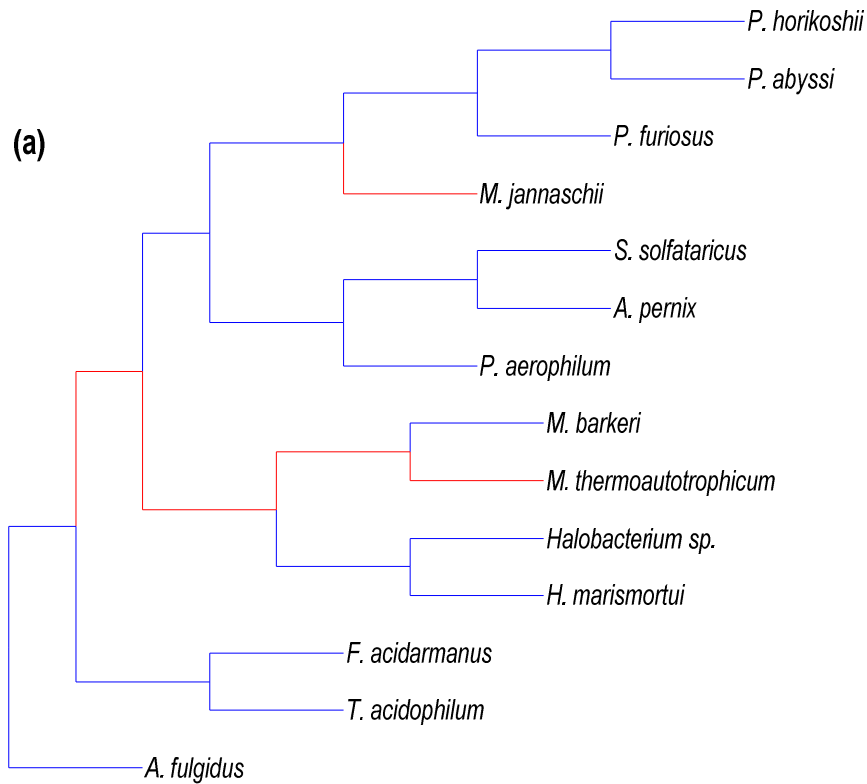 P. horikoshii
P. abyssi
(a)
P. furiosus
M. jannaschii
S. solfataricus
A. pernix
P. aerophilum
M. barkeri
M. thermoautotrophicum
Halobacterium sp.
H. marismortui
F. acidarmanus
T. acidophilum
A. fulgidus